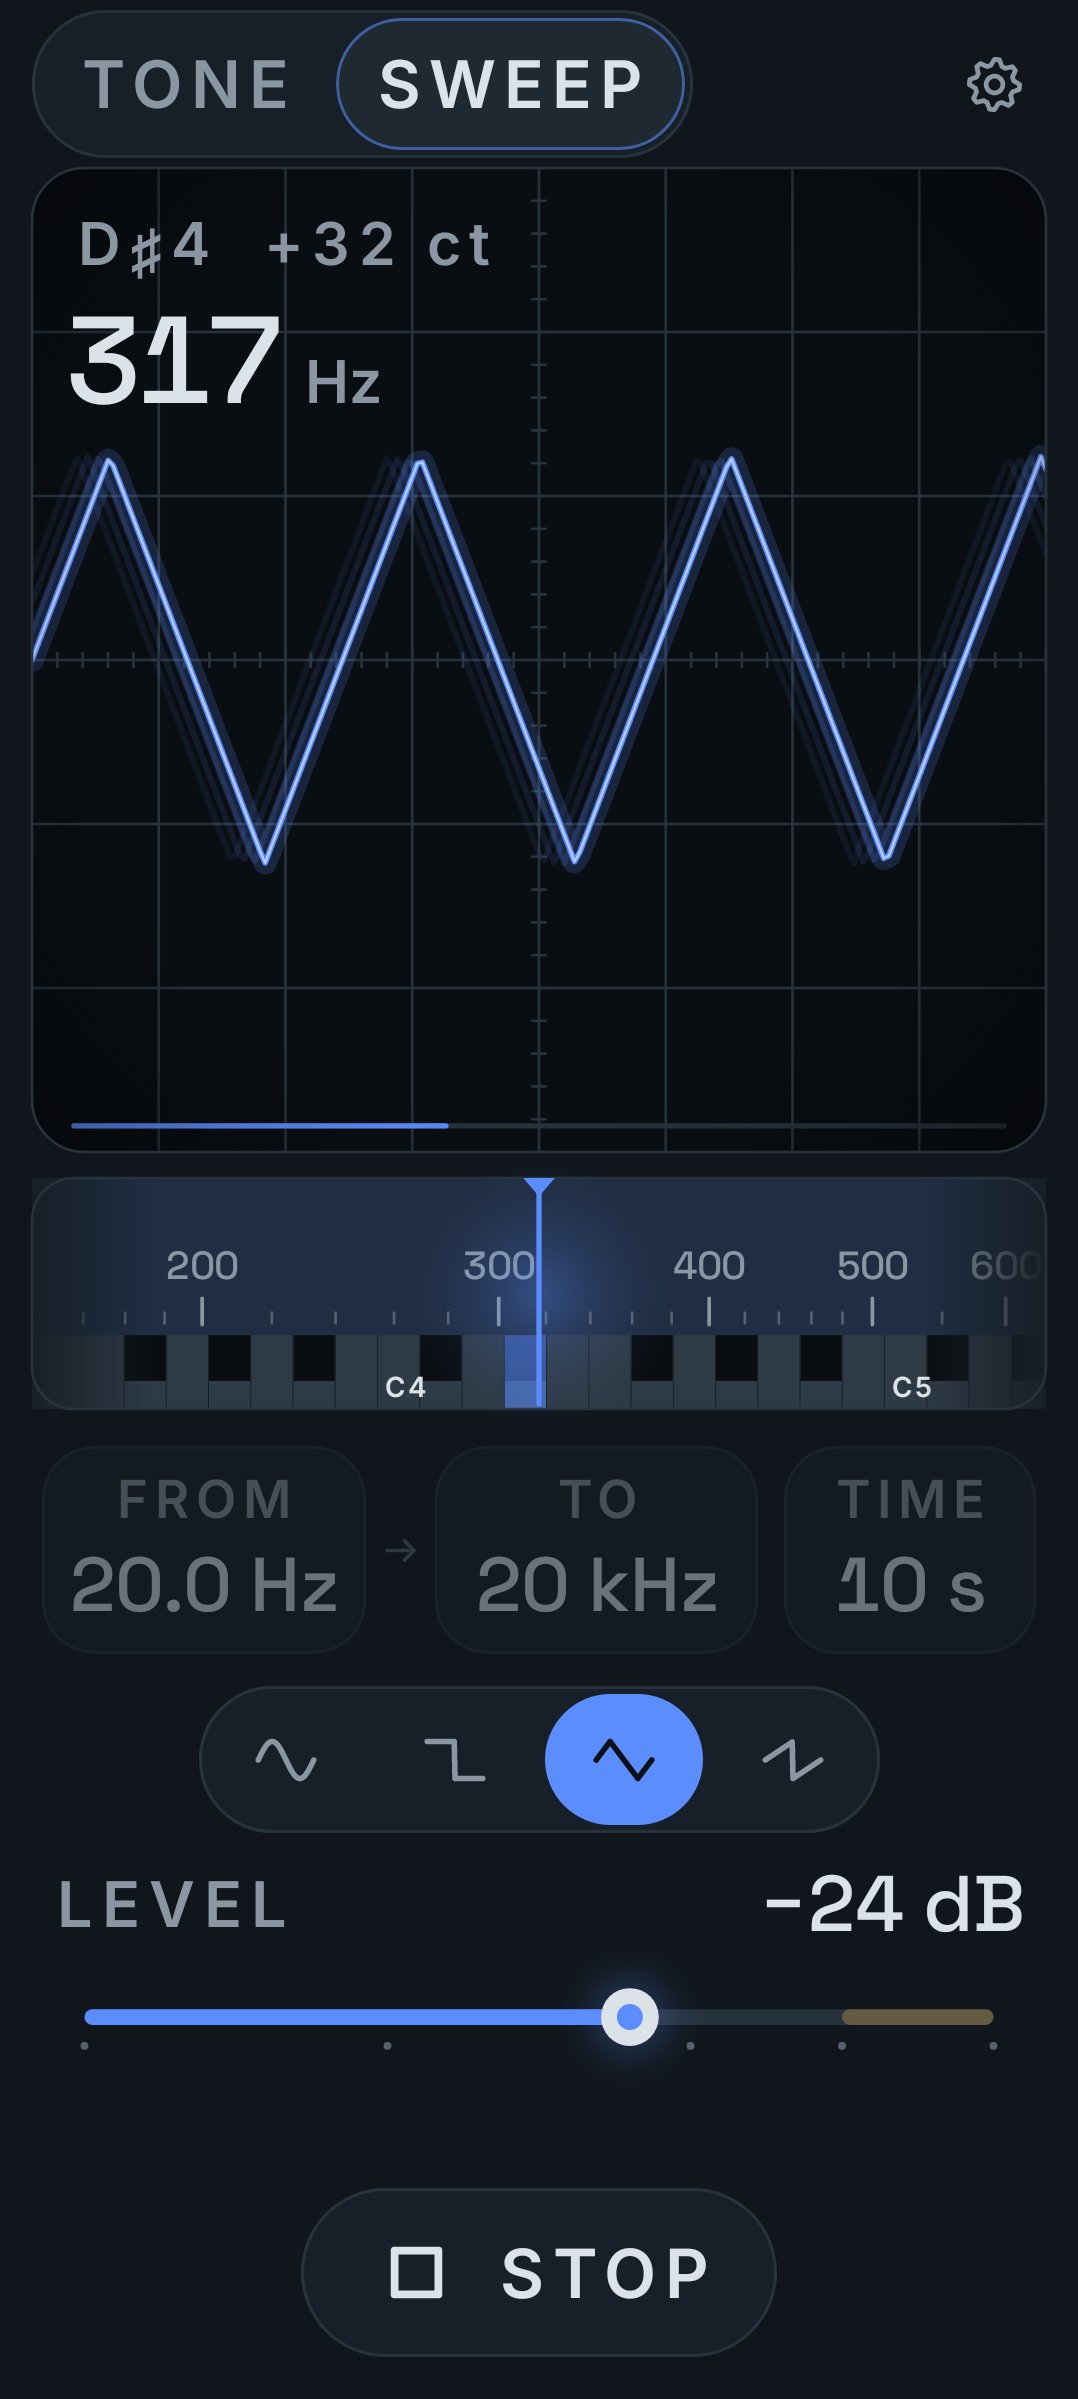 TONE SWEEP
D♯4 +32 ct
317 Hz
200 300 400 500 600
C4 C5
FROM TO TIME
20.0 Hz → 20 kHz 10 s
LEVEL −24 dB
STOP